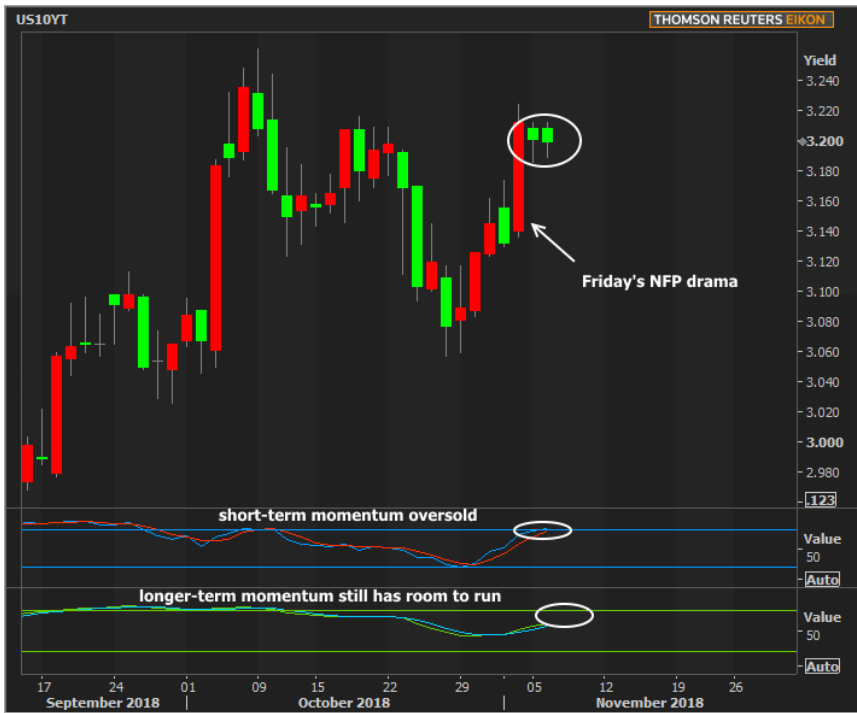 US10YT
THOMSON REUTERS EIKON
Yield
3.240
3.220
3.200
3.180
3.160
3.140
3.120
3.100
3.080
3.060
3.040
3.020
3.000
2.980
.123
Friday's NFP drama
short-term momentum oversold
Value
50
Auto
longer-term momentum still has room to run
Value
50
Auto
17 24 01 09 15 22 29 05 12 19 26
September 2018 October 2018 November 2018